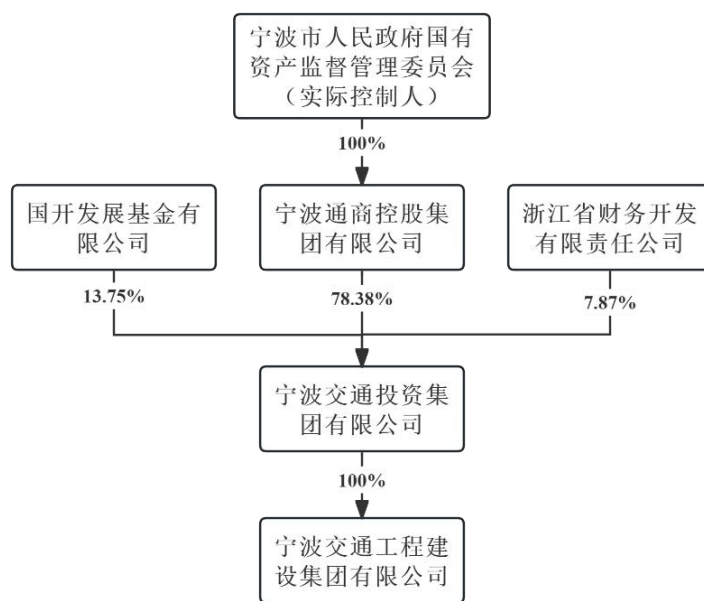 宁波市人民政府国有
资产监督管理委员会
（实际控制人）
100%
国开发展基金有
限公司
宁波通商控股集
团有限公司
浙江省财务开发
有限责任公司
13.75%
78.38%
7.87%
宁波交通投资集
团有限公司
100%
宁波交通工程建
设集团有限公司